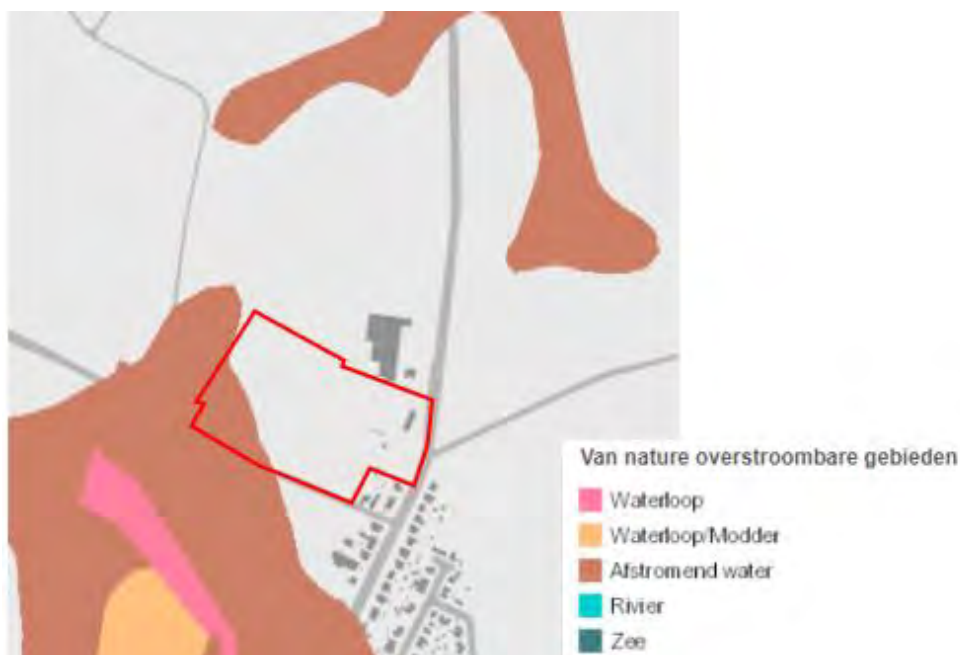 Van nature overstroombare gebieden
Waterloop
Waterloop/Modder
Afstromend water
Rivier
Zee